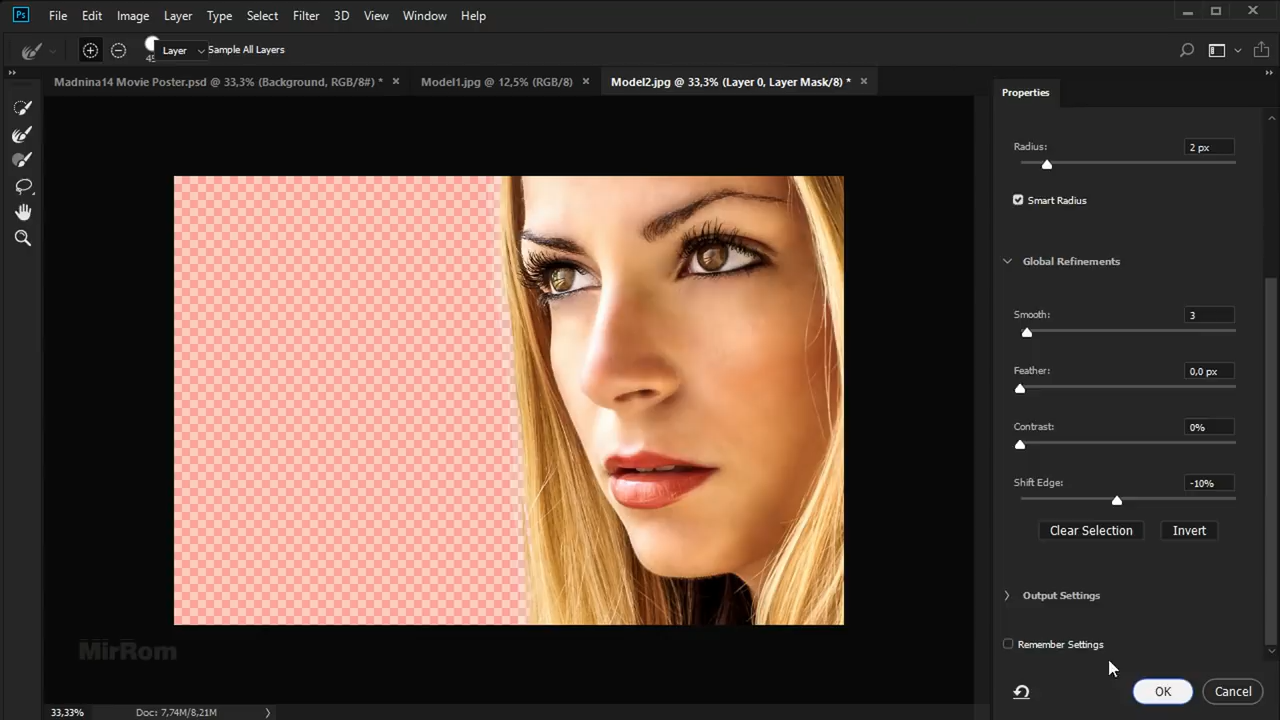 Ps File Edit Image Layer Type Select Filter 3D View Window Help
Layer Sample All Layers
Madnina14 Movie Poster.psd @ 33,3% (Background, RGB/8#) * Model1.jpg @ 12,5% (RGB/8) Model2.jpg @ 33,3% (Layer 0, Layer Mask/8) *
Properties
Radius: 2 px
Smart Radius
Global Refinements
Smooth: 3
Feather: 0,0 px
Contrast: 0%
Shift Edge: -10%
Clear Selection Invert
Output Settings
Remember Settings
MirRom
OK Cancel
33,33% Doc: 7,74M/8,21M